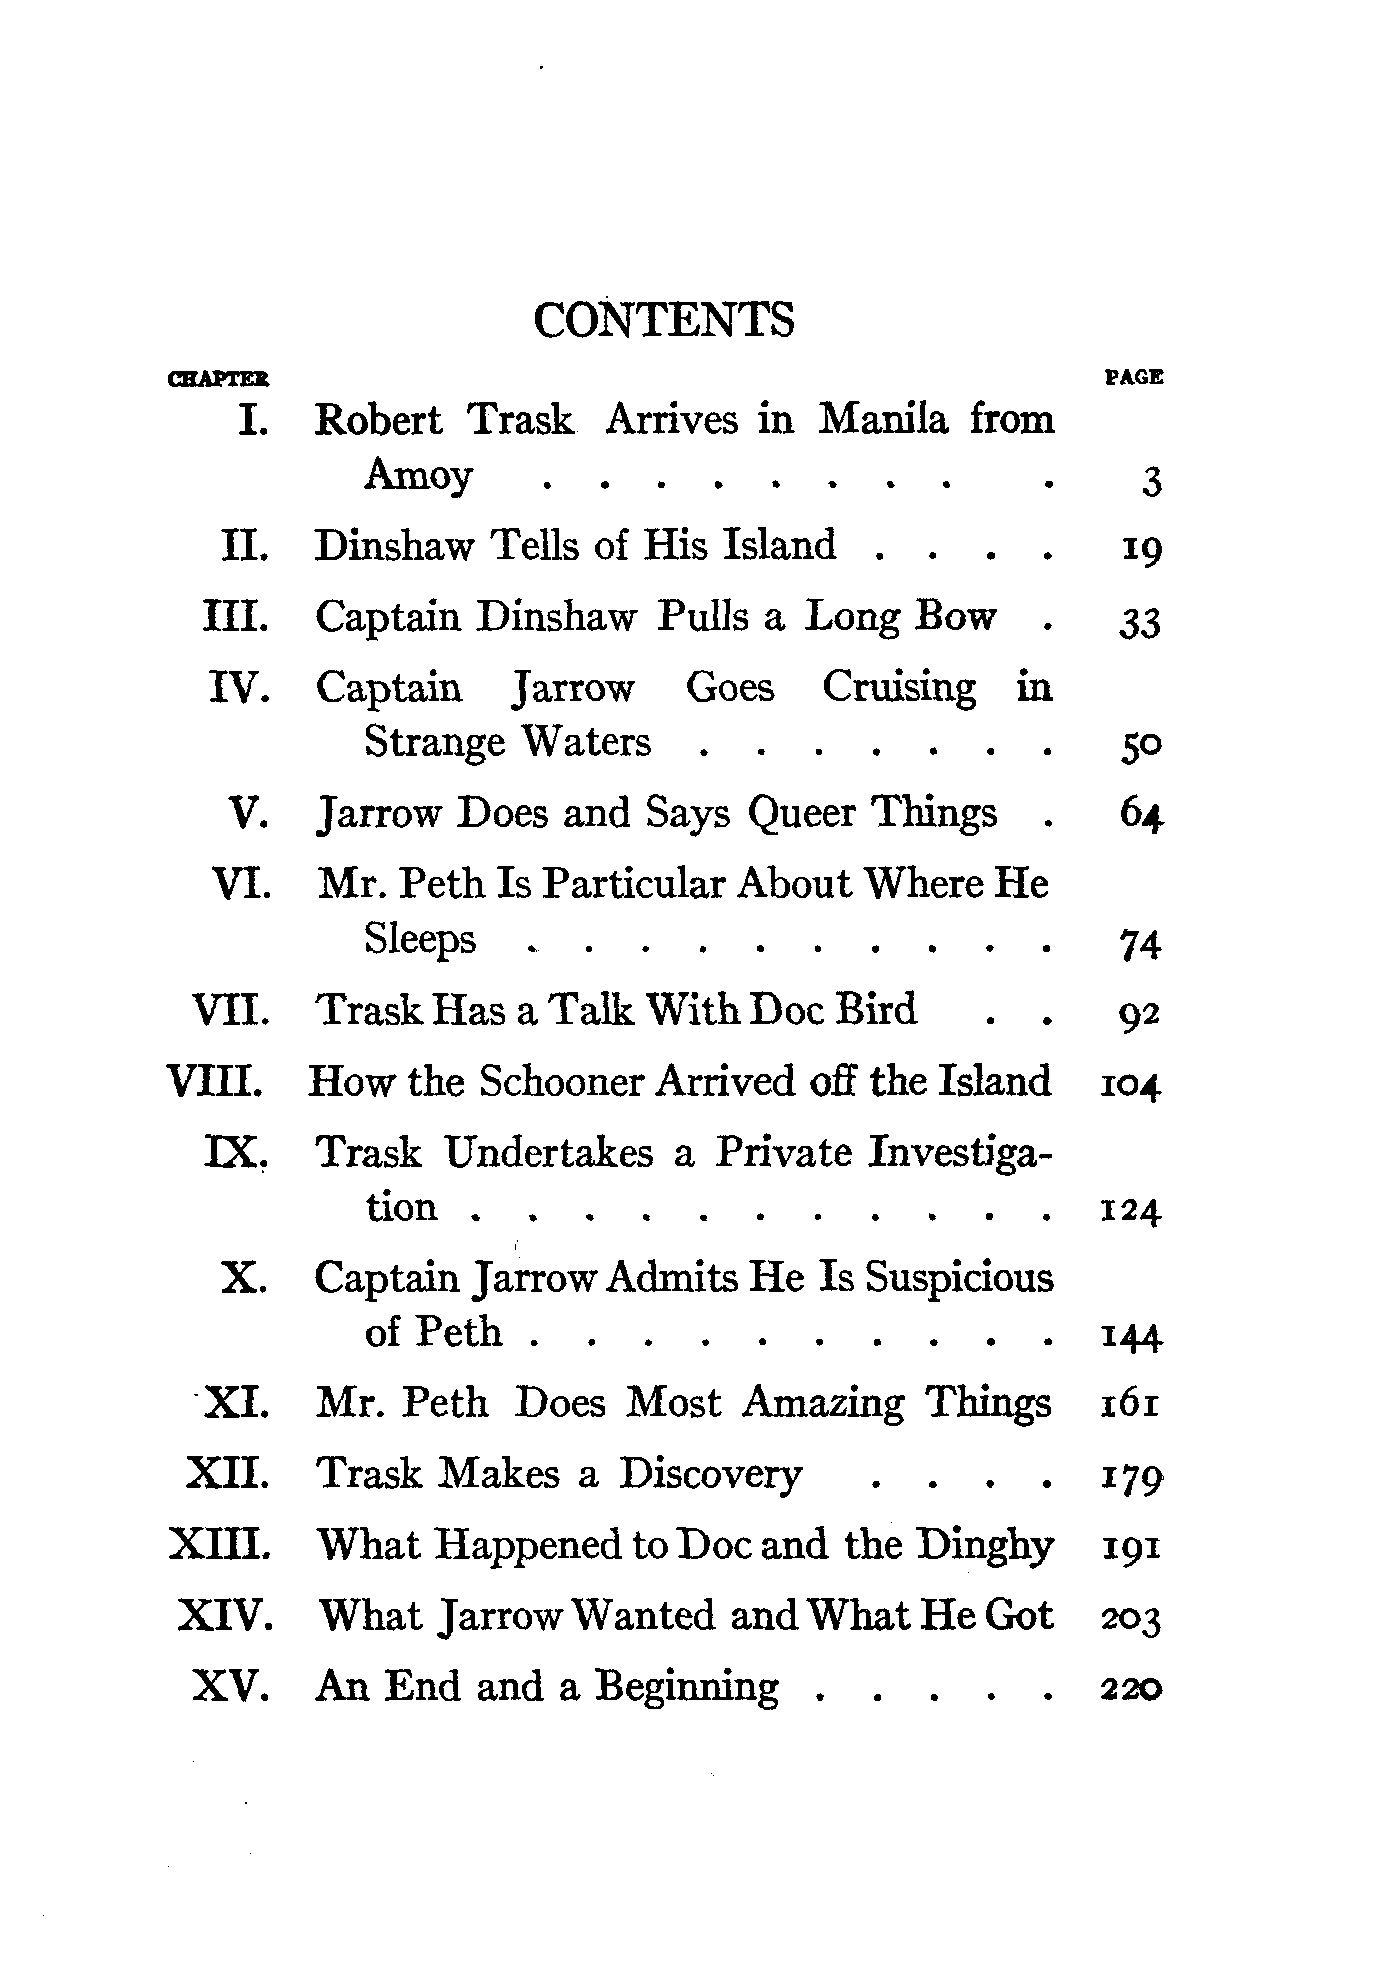 CONTENTS
CHAPTER PAGE
I. Robert Trask Arrives in Manila from
Amoy . . . . . . . . . 3
II. Dinshaw Tells of His Island . . . . 19
III. Captain Dinshaw Pulls a Long Bow . 33
IV. Captain Jarrow Goes Cruising in
Strange Waters . . . . . . . 50
V. Jarrow Does and Says Queer Things . 64
VI. Mr. Peth Is Particular About Where He
Sleeps . . . . . . . . . . 74
VII. Trask Has a Talk With Doc Bird . . 92
VIII. How the Schooner Arrived off the Island 104
IX. Trask Undertakes a Private Investiga-
tion . . . . . . . . . . . 124
X. Captain Jarrow Admits He Is Suspicious
of Peth . . . . . . . . . . 144
XI. Mr. Peth Does Most Amazing Things 161
XII. Trask Makes a Discovery . . . . 179
XIII. What Happened to Doc and the Dinghy 191
XIV. What Jarrow Wanted and What He Got 203
XV. An End and a Beginning . . . . . 220